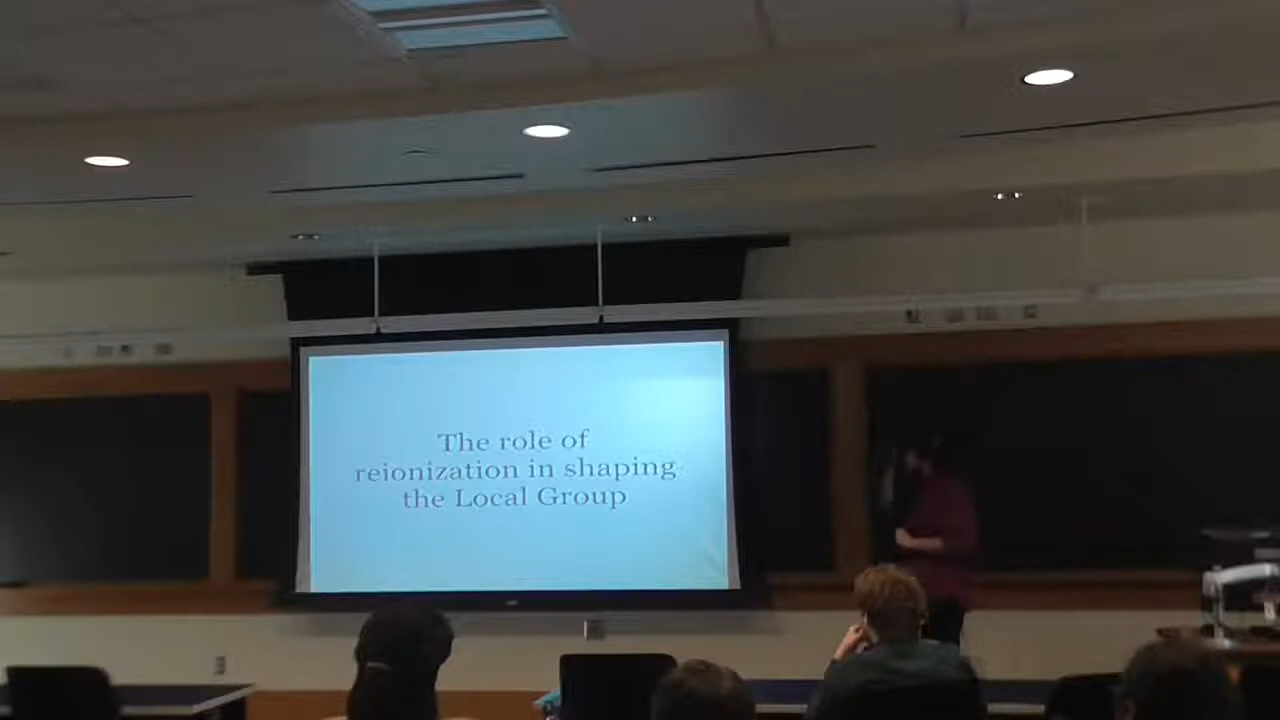 The role of
reionization in shaping
the Local Group